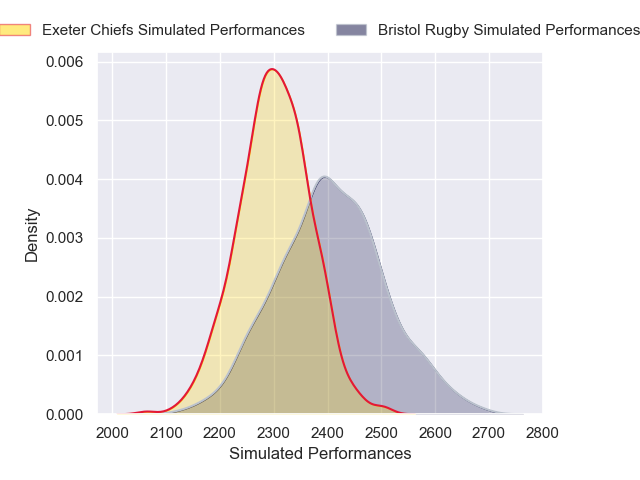 Exeter Chiefs Simulated Performances Bristol Rugby Simulated Performances
0.006
0.005
0.004
0.003
0.002
0.001
0.000
Density
2000 2100 2200 2300 2400 2500 2600 2700 2800
Simulated Performances